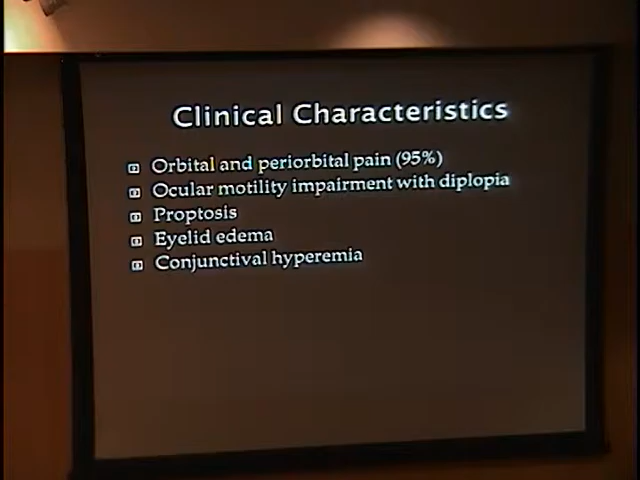 Clinical Characteristics
Orbital and periorbital pain (95%)
Ocular motility impairment with diplopia
Proptosis
Eyelid edema
Conjunctival hyperemia